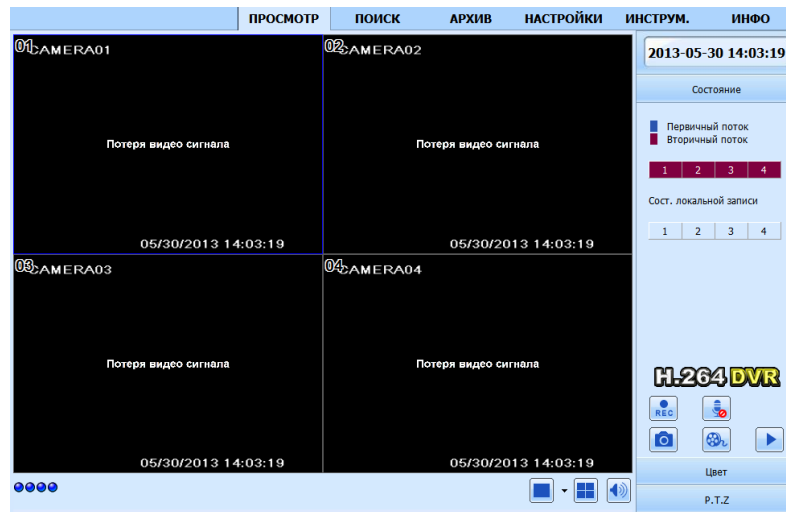 ПРОСМОТР ПОИСК АРХИВ НАСТРОЙКИ ИНСТРУМ. ИНФО
01 CAMERA01
Потеря видео сигнала
05/30/2013 14:03:19
02 CAMERA02
Потеря видео сигнала
05/30/2013 14:03:19
03 CAMERA03
Потеря видео сигнала
05/30/2013 14:03:19
04 CAMERA04
Потеря видео сигнала
05/30/2013 14:03:19
2013-05-30 14:03:19
Состояние
Первичный поток
Вторичный поток
1 2 3 4
Сост. локальной записи
1 2 3 4
H.264 DVR
REC
Цвет
P.T.Z